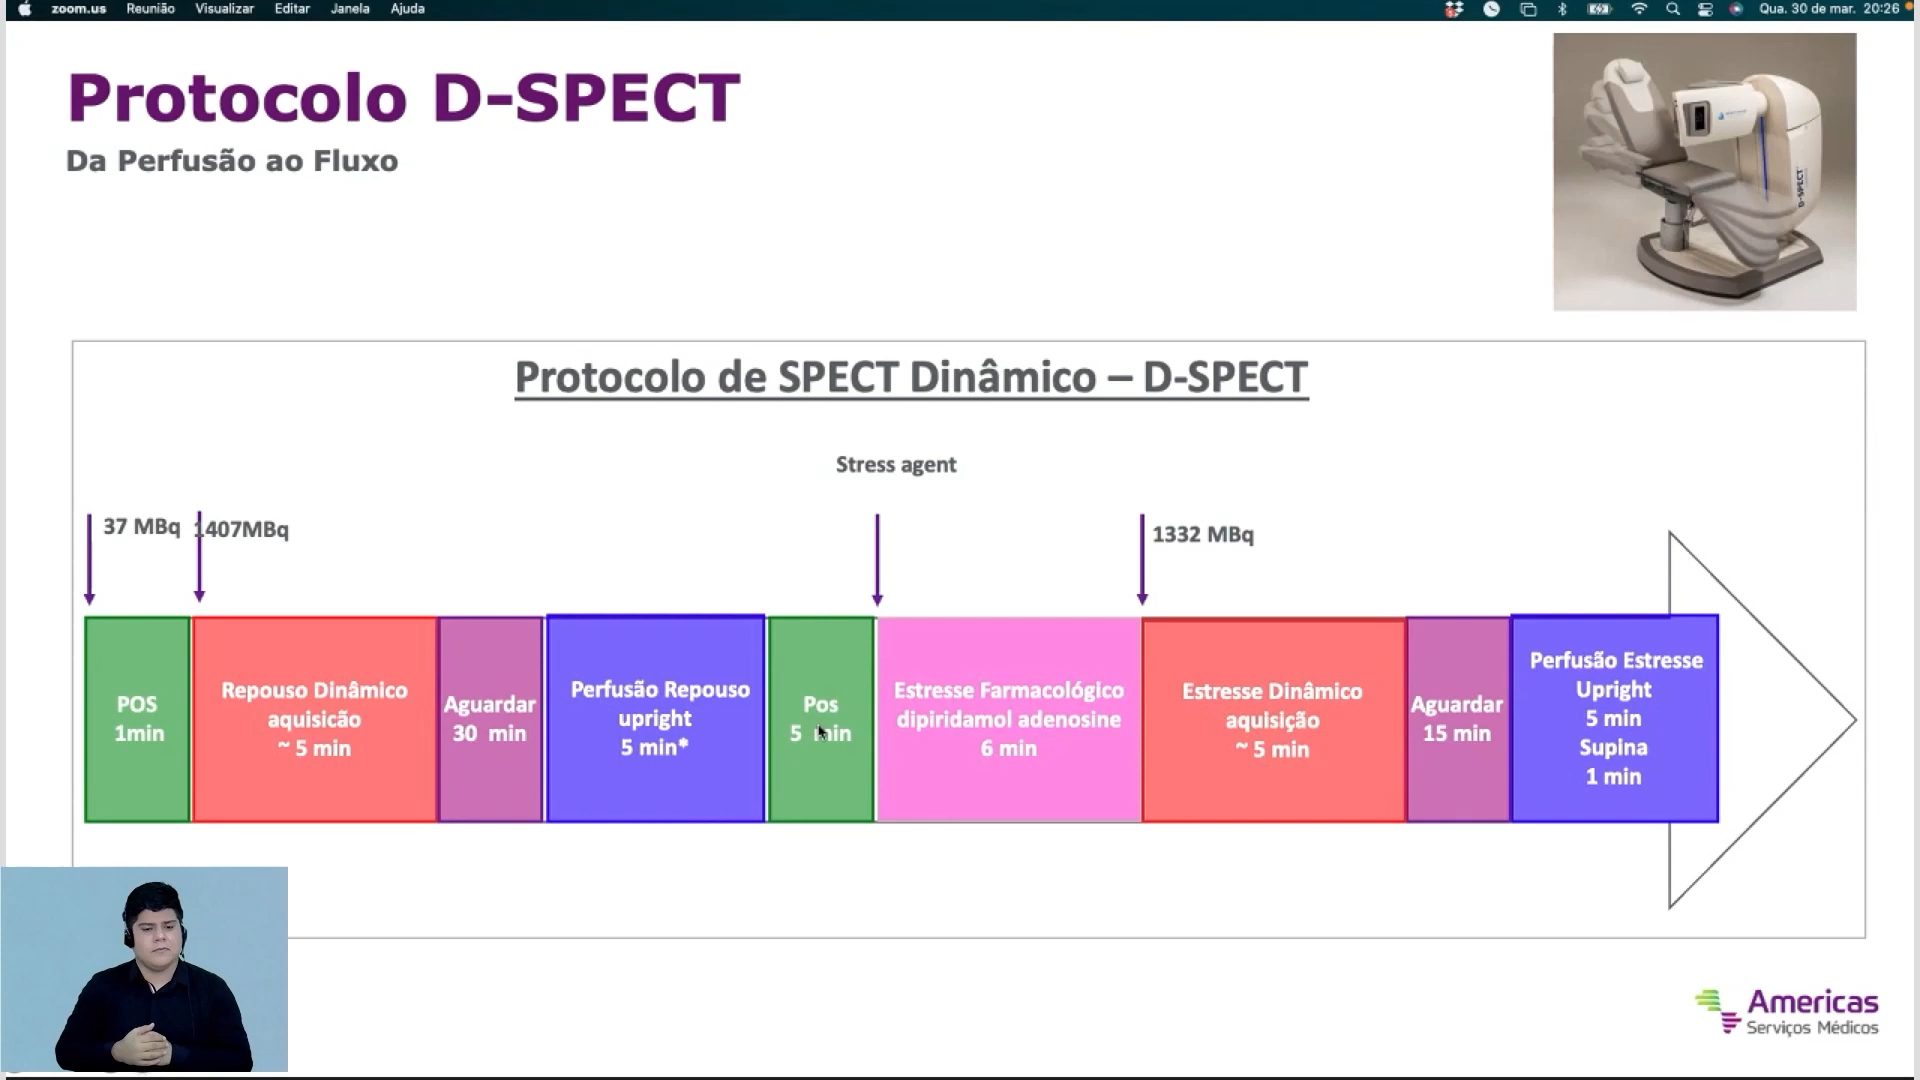 zoom.us Reunião Visualizar Editar Janela Ajuda
Qua. 30 de mar. 20:26
Protocolo D-SPECT
Da Perfusão ao Fluxo
D-SPECT
Protocolo de SPECT Dinâmico – D-SPECT
Stress agent
37 MBq
1407MBq
1332 MBq
POS
1min
Repouso Dinâmico
aquisicão
~ 5 min
Aguardar
30 min
Perfusão Repouso
upright
5 min*
Pos
5 min
Estresse Farmacológico
dipiridamol adenosine
6 min
Estresse Dinâmico
aquisição
~ 5 min
Aguardar
15 min
Perfusão Estresse
Upright
5 min
Supina
1 min
Americas
Serviços Médicos